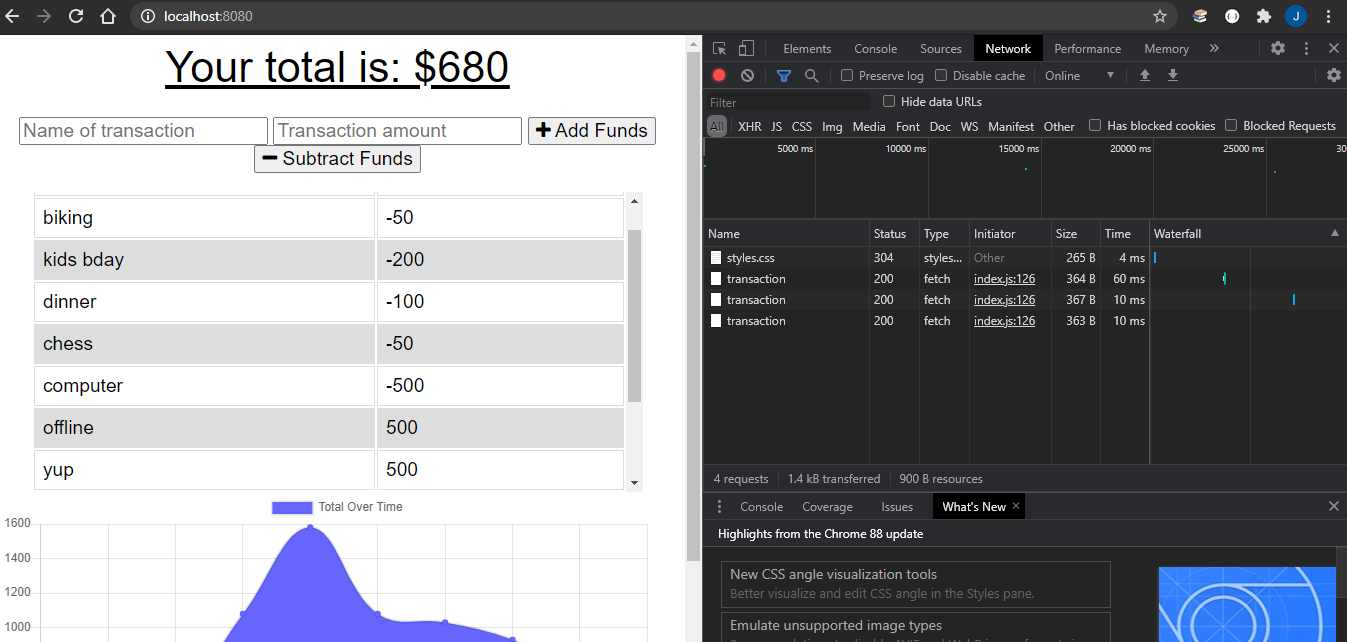 localhost:8080
J
Your total is: $680
Name of transaction Transaction amount Add Funds
Subtract Funds
biking -50
kids bday -200
dinner -100
chess -50
computer -500
offline 500
yup 500
Total Over Time
1600
1400
1200
1000
Elements Console Sources Network Performance Memory
Preserve log Disable cache Online
Filter Hide data URLs
All XHR JS CSS Img Media Font Doc WS Manifest Other Has blocked cookies Blocked Requests
5000 ms 10000 ms 15000 ms 20000 ms 25000 ms 30
Name Status Type Initiator Size Time Waterfall
styles.css 304 styles... Other 265 B 4 ms
transaction 200 fetch index.js:126 364 B 60 ms
transaction 200 fetch index.js:126 367 B 10 ms
transaction 200 fetch index.js:126 363 B 10 ms
4 requests 1.4 kB transferred 900 B resources
Console Coverage Issues What's New
Highlights from the Chrome 88 update
New CSS angle visualization tools
Better visualize and edit CSS angle in the Styles pane.
Emulate unsupported image types